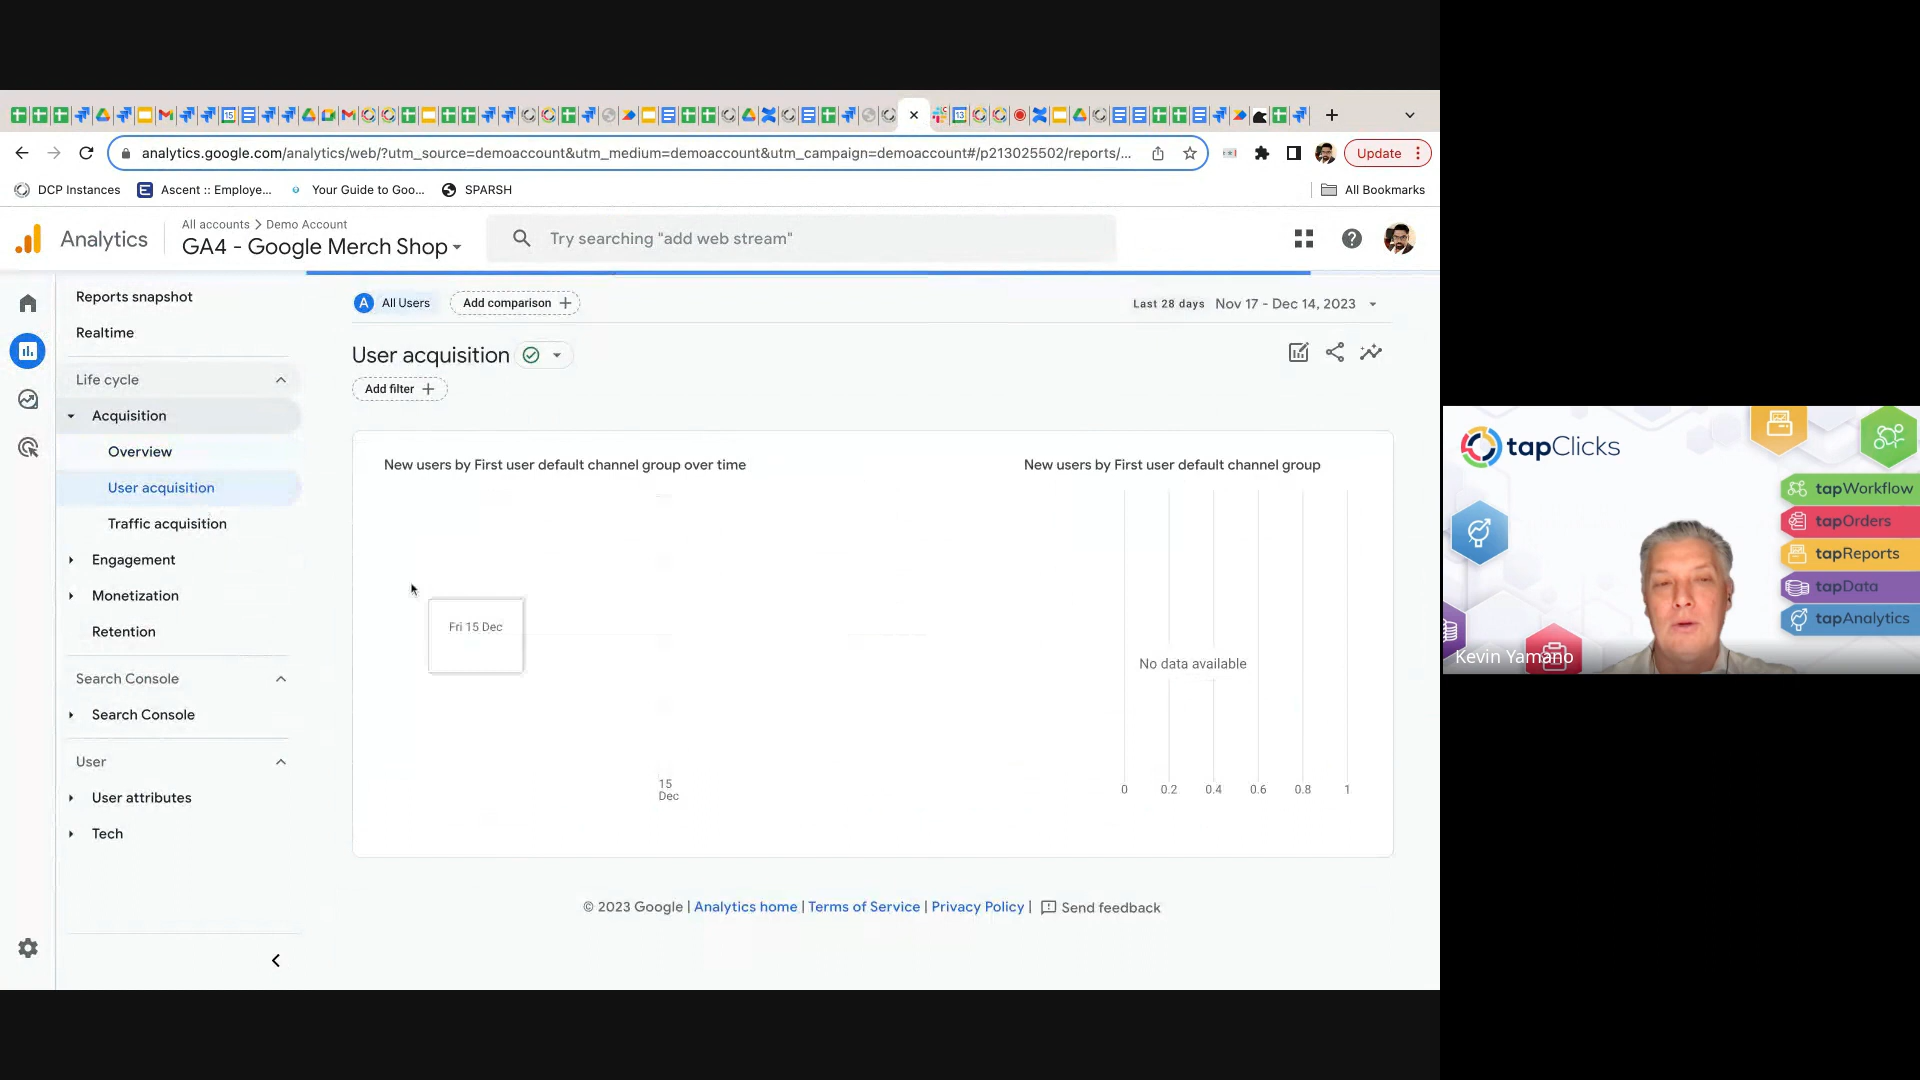 analytics.google.com/analytics/web/?utm_source=demoaccount&utm_medium=demoaccount&utm_campaign=demoaccount#/p213025502/reports/...
Update
DCP Instances
Ascent :: Employe...
Your Guide to Goo...
SPARSH
All Bookmarks
Analytics
All accounts > Demo Account
GA4 - Google Merch Shop
Try searching "add web stream"
Reports snapshot
Realtime
Life cycle
Acquisition
Overview
User acquisition
Traffic acquisition
Engagement
Monetization
Retention
Search Console
Search Console
User
User attributes
Tech
A All Users
Add comparison +
Last 28 days Nov 17 - Dec 14, 2023
User acquisition
Add filter +
New users by First user default channel group over time
Fri 15 Dec
15
Dec
New users by First user default channel group
No data available
0 0.2 0.4 0.6 0.8 1
© 2023 Google | Analytics home | Terms of Service | Privacy Policy | Send feedback
tapClicks
tapWorkflow
tapOrders
tapReports
tapData
tapAnalytics
Kevin Yamano